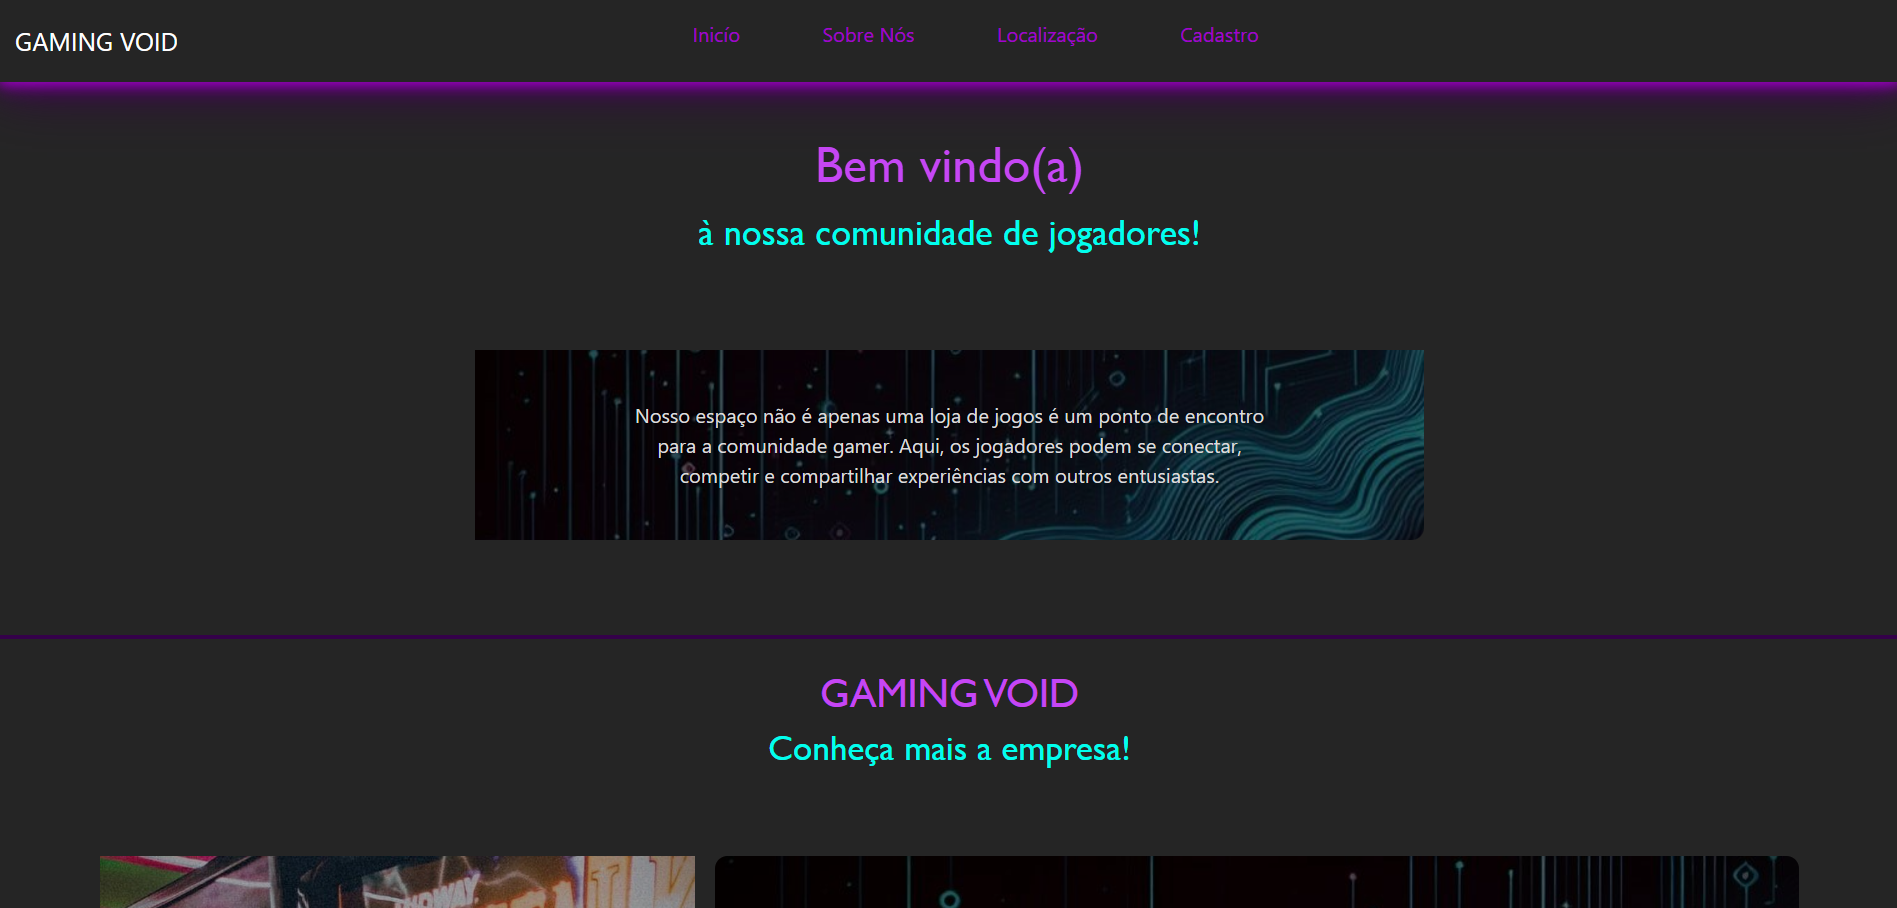 GAMING VOID
Inicío Sobre Nós Localização Cadastro
Bem vindo(a)
à nossa comunidade de jogadores!
Nosso espaço não é apenas uma loja de jogos é um ponto de encontro
para a comunidade gamer. Aqui, os jogadores podem se conectar,
competir e compartilhar experiências com outros entusiastas.
GAMING VOID
Conheça mais a empresa!